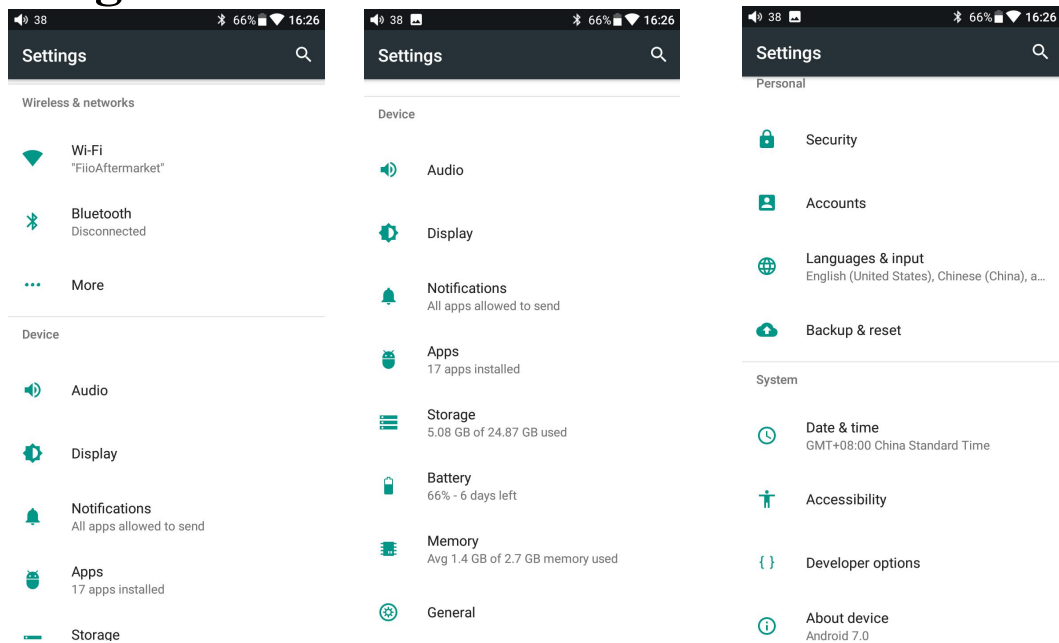 38 66% 16:26
Settings
Wireless & networks
Wi-Fi
"FiioAftermarket"
Bluetooth
Disconnected
More
Device
Audio
Display
Notifications
All apps allowed to send
Apps
17 apps installed
Storage
38 66% 16:26
Settings
Device
Audio
Display
Notifications
All apps allowed to send
Apps
17 apps installed
Storage
5.08 GB of 24.87 GB used
Battery
66% - 6 days left
Memory
Avg 1.4 GB of 2.7 GB memory used
General
38 66% 16:26
Settings
Personal
Security
Accounts
Languages & input
English (United States), Chinese (China), a...
Backup & reset
System
Date & time
GMT+08:00 China Standard Time
Accessibility
Developer options
About device
Android 7.0